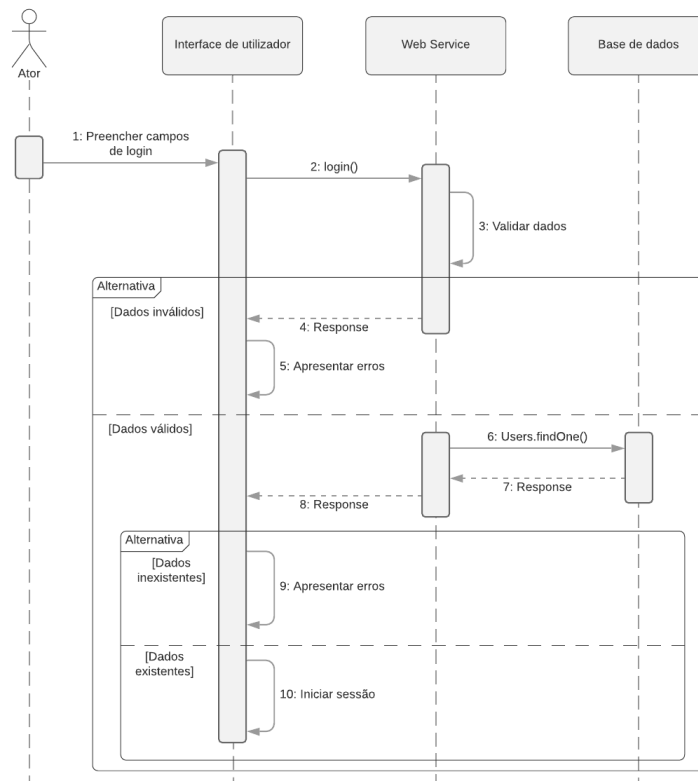 Interface de utilizador
Web Service
Base de dados
Ator
1: Preencher campos
de login
2: login()
3: Validar dados
Alternativa
[Dados inválidos]
4: Response
5: Apresentar erros
[Dados válidos]
6: Users.findOne()
7: Response
8: Response
Alternativa
[Dados
inexistentes]
9: Apresentar erros
[Dados
existentes]
10: Iniciar sessão